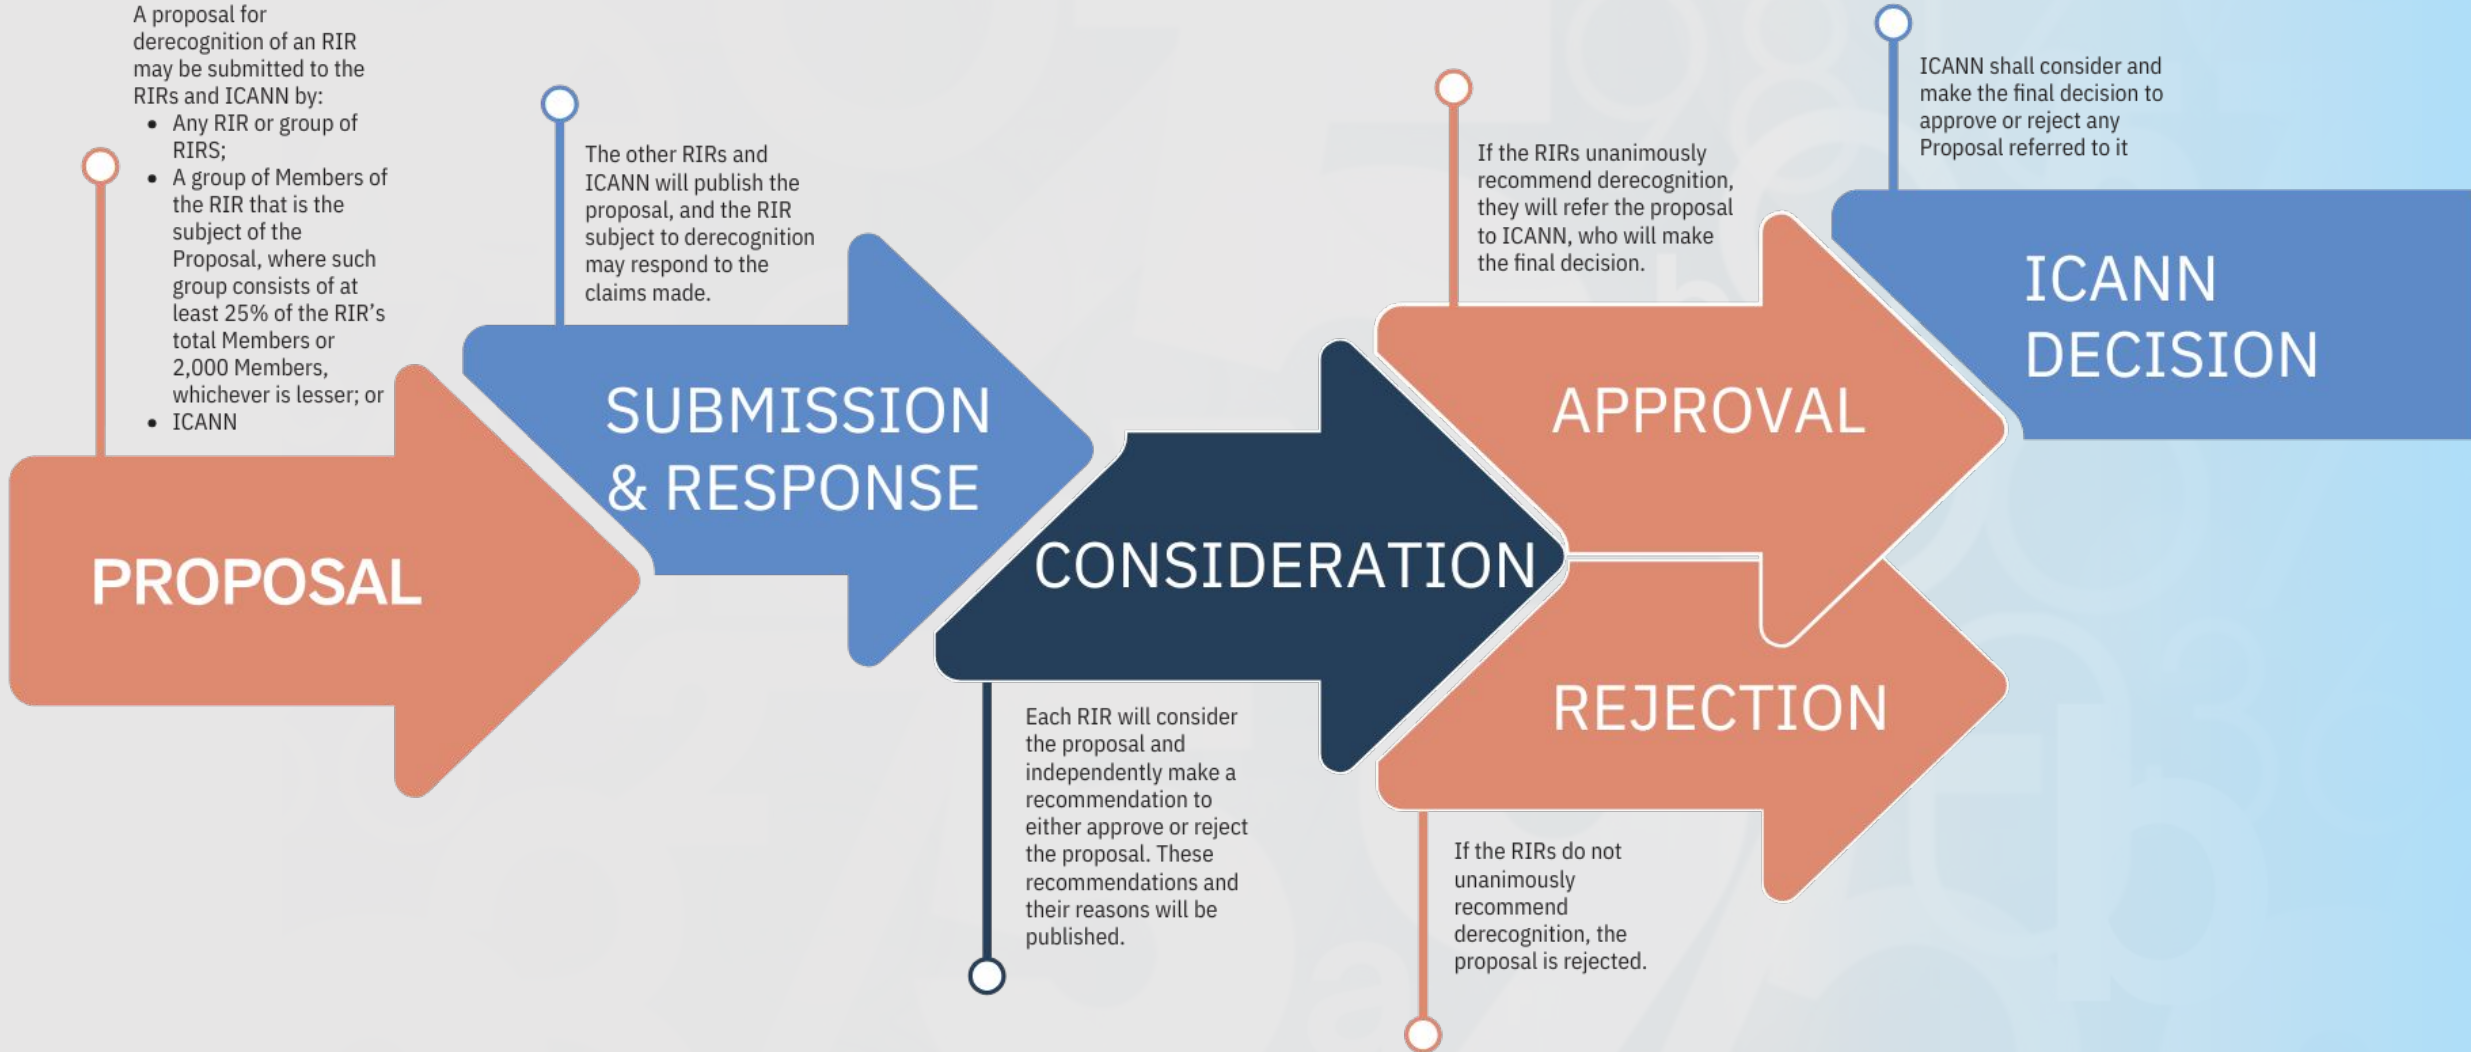 A proposal for
derecognition of an RIR
may be submitted to the
RIRs and ICANN by:
• Any RIR or group of
RIRS;
• A group of Members of
the RIR that is the
subject of the
Proposal, where such
group consists of at
least 25% of the RIR's
total Members or
2,000 Members,
whichever is lesser; or
• ICANN
PROPOSAL
The other RIRs and
ICANN will publish the
proposal, and the RIR
subject to derecognition
may respond to the
claims made.
SUBMISSION
& RESPONSE
CONSIDERATION
Each RIR will consider
the proposal and
independently make a
recommendation to
either approve or reject
the proposal. These
recommendations and
their reasons will be
published.
If the RIRs unanimously
recommend derecognition,
they will refer the proposal
to ICANN, who will make
the final decision.
APPROVAL
REJECTION
If the RIRs do not
unanimously
recommend
derecognition, the
proposal is rejected.
ICANN shall consider and
make the final decision to
approve or reject any
Proposal referred to it
ICANN
DECISION